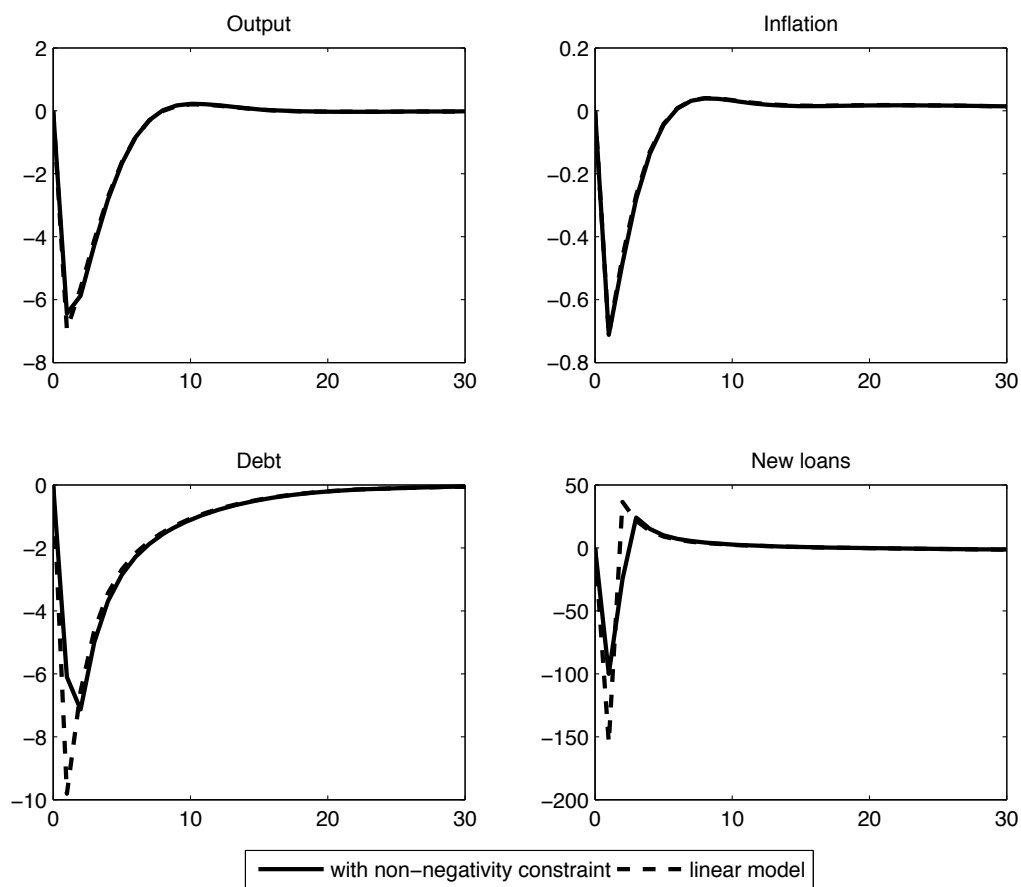 Output
2
0
−2
−4
−6
−8
0 10 20 30
Inflation
0.2
0
−0.2
−0.4
−0.6
−0.8
0 10 20 30
Debt
0
−2
−4
−6
−8
−10
0 10 20 30
New loans
50
0
−50
−100
−150
−200
0 10 20 30
with non−negativity constraint linear model